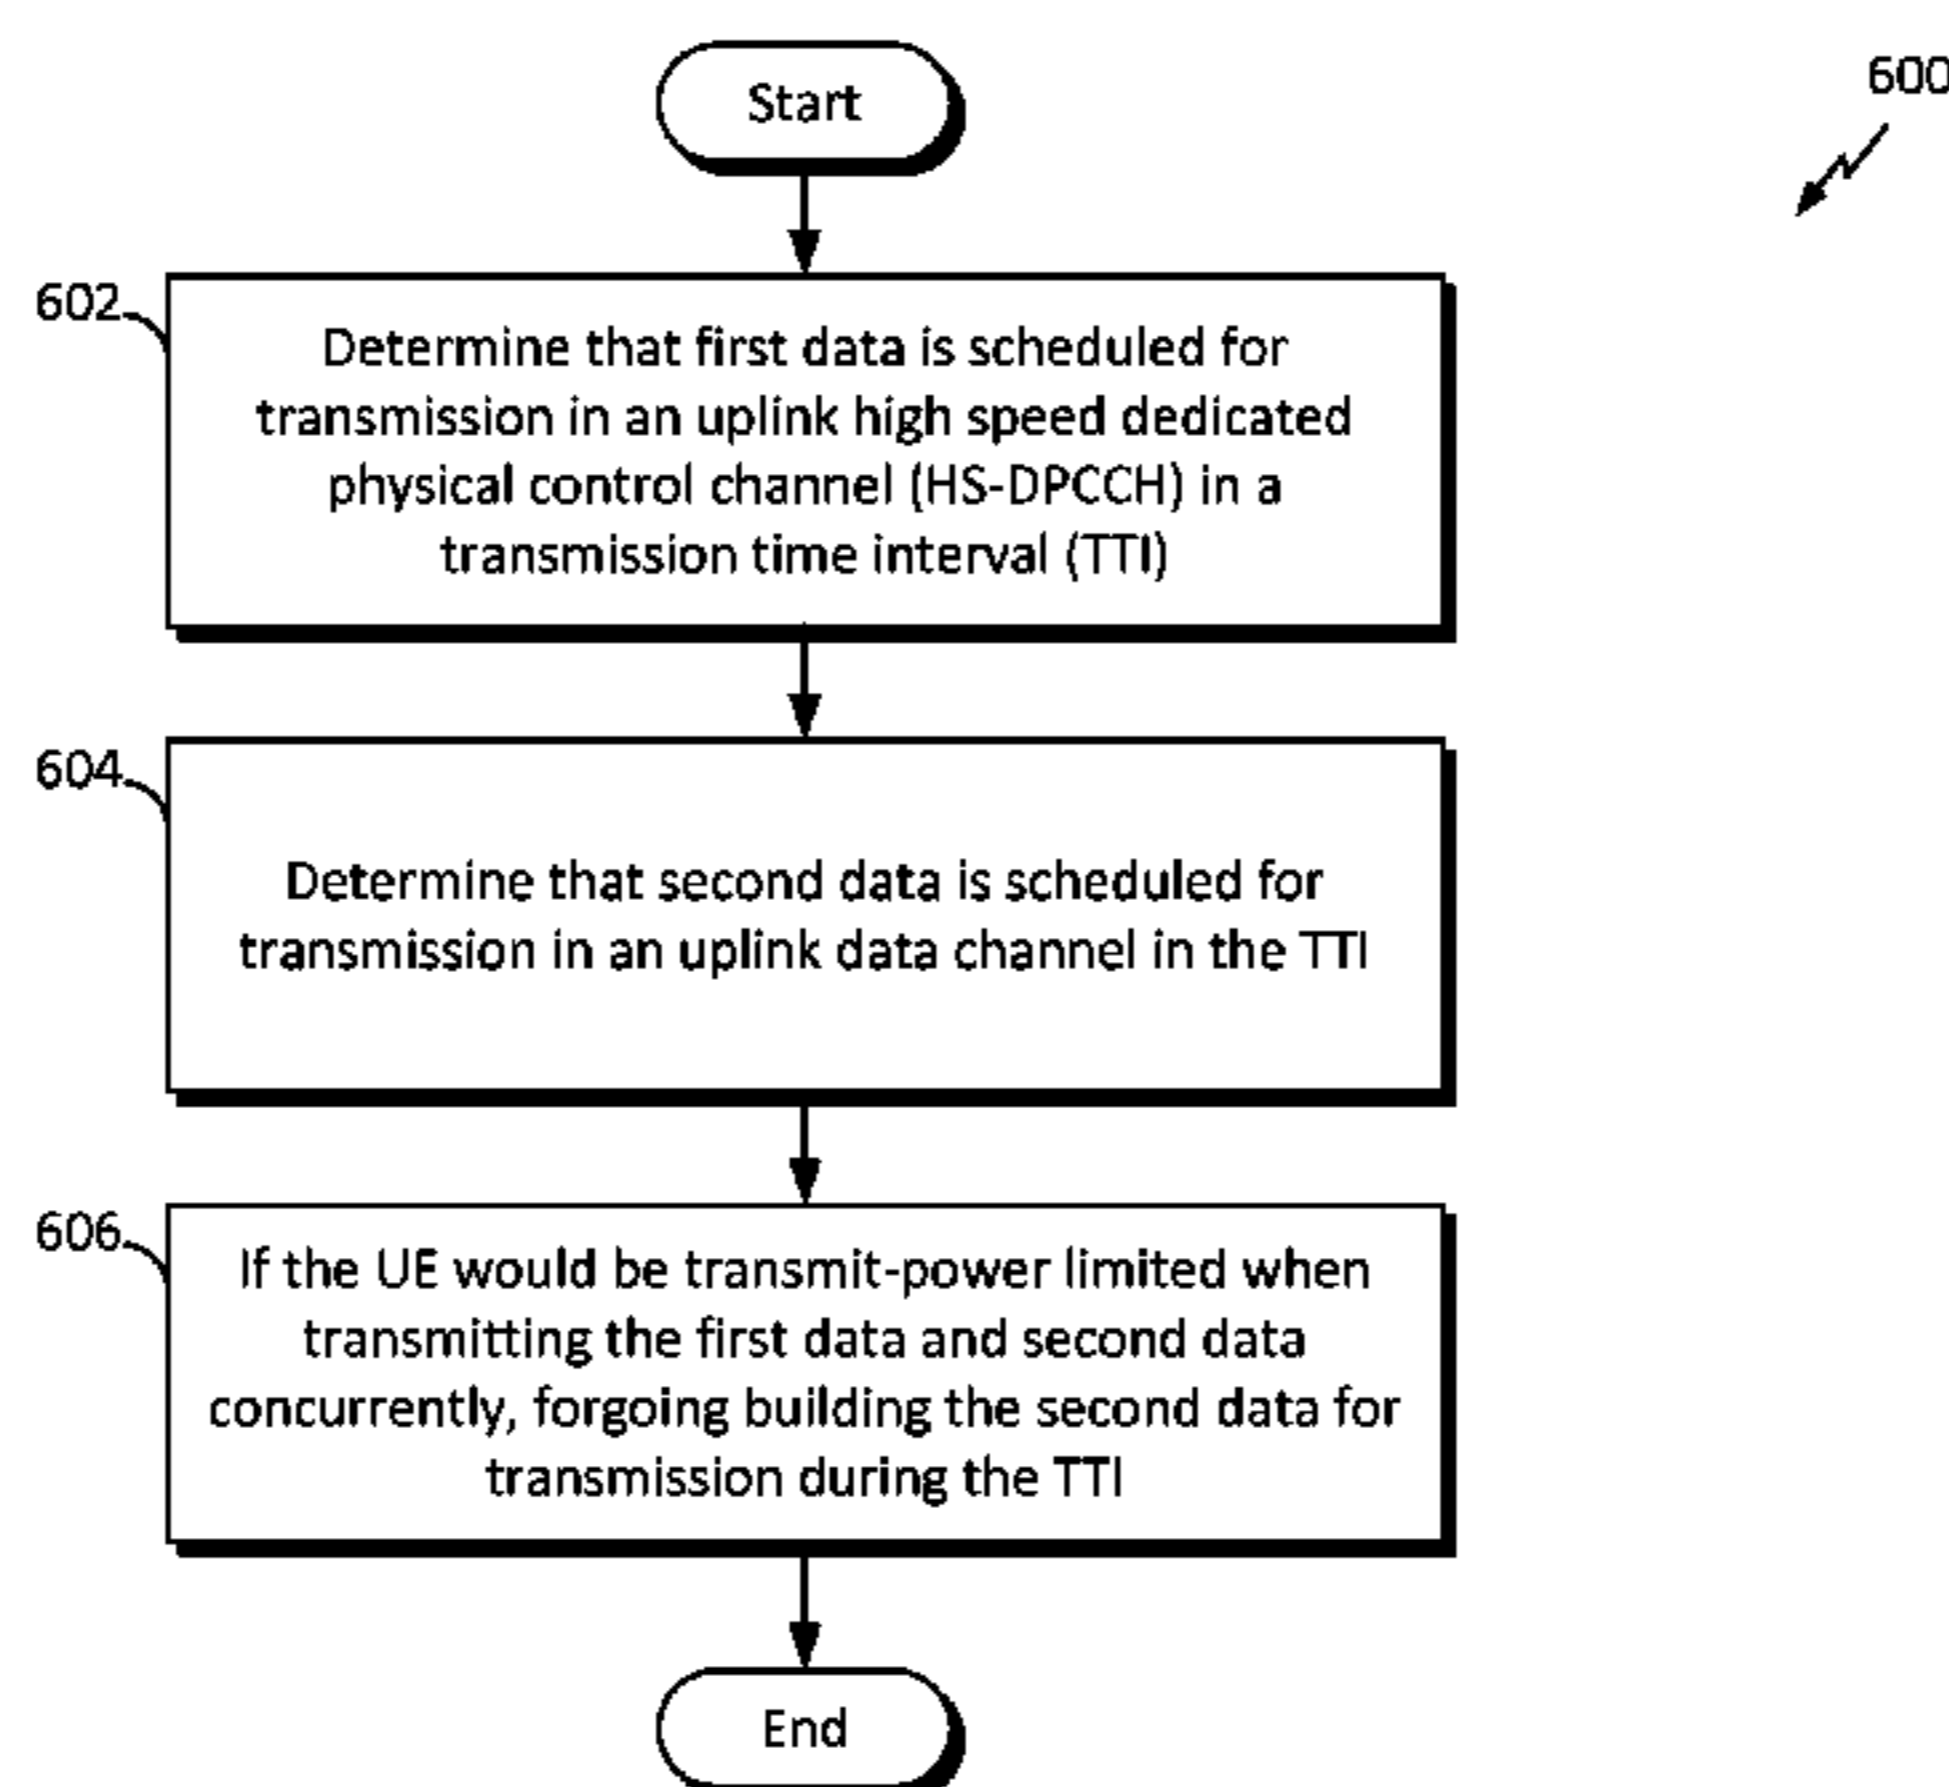 Start
600
602
Determine that first data is scheduled for
transmission in an uplink high speed dedicated
physical control channel (HS-DPCCH) in a
transmission time interval (TTI)
604
Determine that second data is scheduled for
transmission in an uplink data channel in the TTI
606
If the UE would be transmit-power limited when
transmitting the first data and second data
concurrently, forgoing building the second data for
transmission during the TTI
End